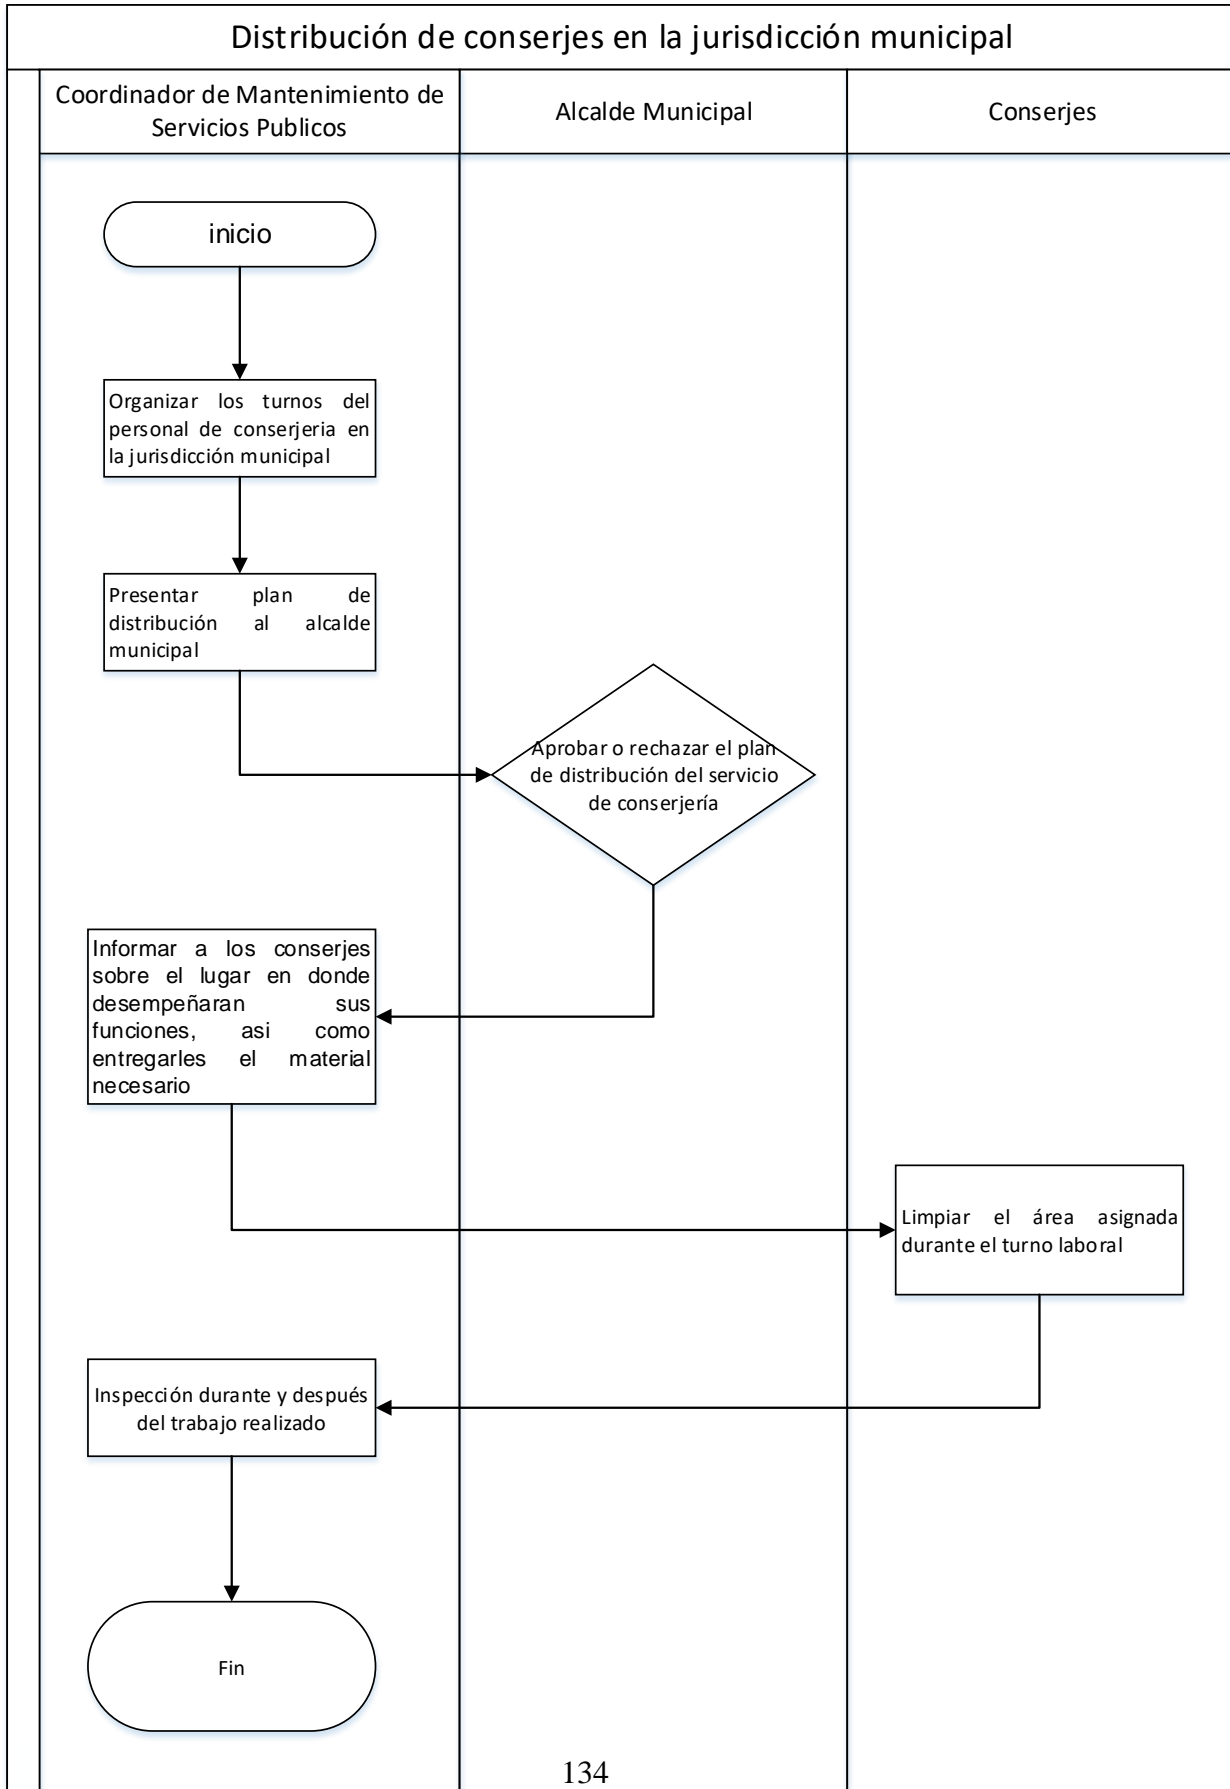 Distribución de conserjes en la jurisdicción municipal
Coordinador de Mantenimiento de
Servicios Publicos
Alcalde Municipal
Conserjes
inicio
Organizar los turnos del
personal de conserjeria en
la jurisdicción municipal
Presentar plan de
distribución al alcalde
municipal
Aprobar o rechazar el plan
de distribución del servicio
de conserjería
Informar a los conserjes
sobre el lugar en donde
desempeñaran sus
funciones, asi como
entregarles el material
necesario
Limpiar el área asignada
durante el turno laboral
Inspección durante y después
del trabajo realizado
Fin
134